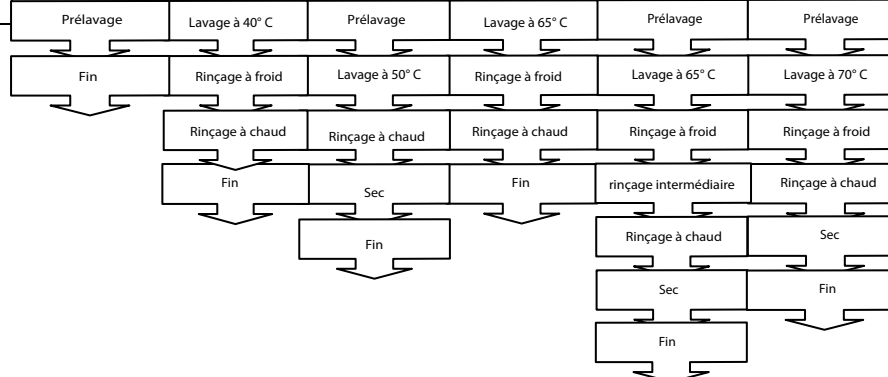 Prélavage
Fin
Lavage à 40° C
Rinçage à froid
Rinçage à chaud
Fin
Prélavage
Lavage à 50° C
Rinçage à chaud
Sec
Fin
Lavage à 65° C
Rinçage à froid
Rinçage à chaud
Fin
Prélavage
Lavage à 65° C
Rinçage à froid
rinçage intermédiaire
Rinçage à chaud
Sec
Fin
Prélavage
Lavage à 70° C
Rinçage à froid
Rinçage à chaud
Sec
Fin